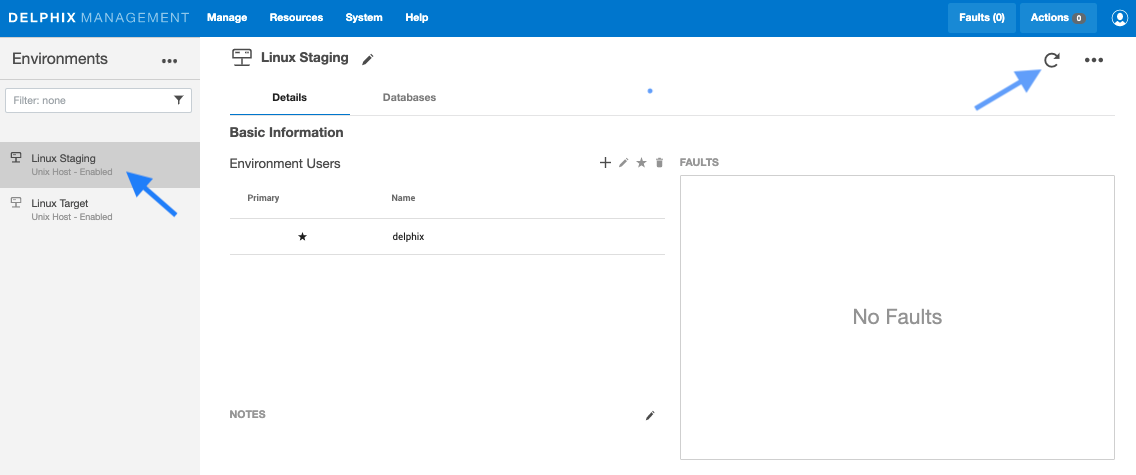 DELPHIX MANAGEMENT Manage Resources System Help Faults (0) Actions 0
Environments
Filter: none
Linux Staging
Unix Host - Enabled
Linux Target
Unix Host - Enabled
Linux Staging
Details Databases
Basic Information
Environment Users
Primary Name
delphix
NOTES
FAULTS
No Faults